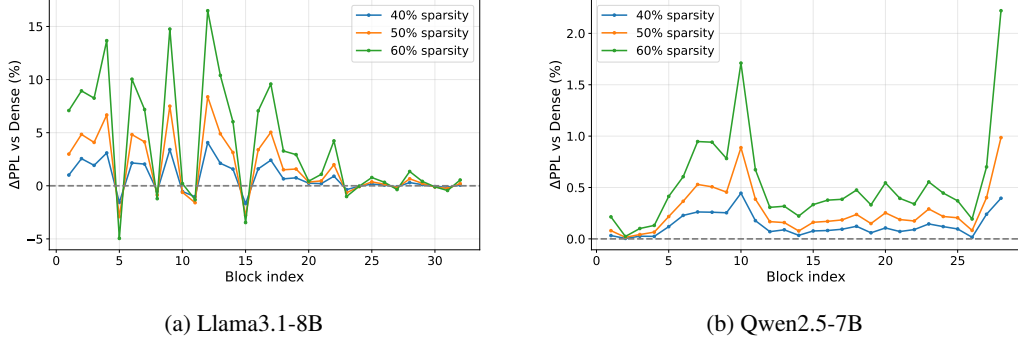 15
10
5
0
−5
ΔPPL vs Dense (%)
40% sparsity
50% sparsity
60% sparsity
0 5 10 15 20 25 30
Block index
(a) Llama3.1-8B
2.0
1.5
1.0
0.5
0.0
ΔPPL vs Dense (%)
40% sparsity
50% sparsity
60% sparsity
0 5 10 15 20 25
Block index
(b) Qwen2.5-7B